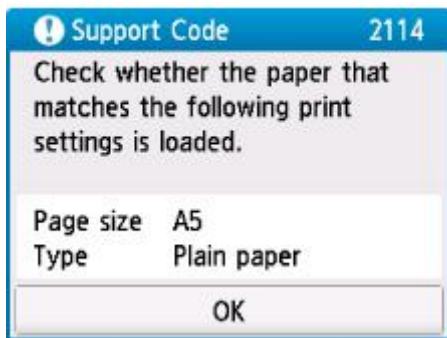 Support Code 2114
Check whether the paper that
matches the following print
settings is loaded.
Page size A5
Type Plain paper
OK